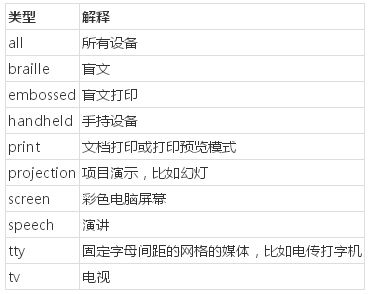 类型 解释
all 所有设备
braille 盲文
embossed 盲文打印
handheld 手持设备
print 文档打印或打印预览模式
projection 项目演示，比如幻灯
screen 彩色电脑屏幕
speech 演讲
tty 固定字母间距的网格的媒体，比如电传打字机
tv 电视